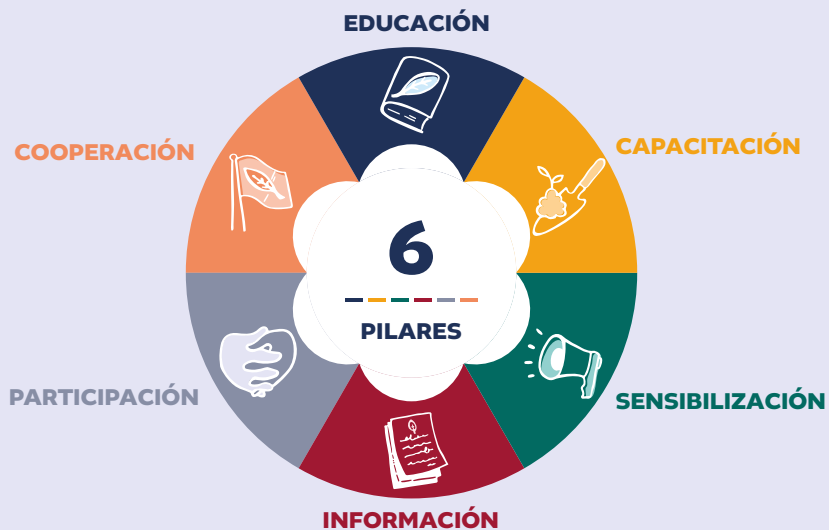 EDUCACIÓN
CAPACITACIÓN
SENSIBILIZACIÓN
INFORMACIÓN
PARTICIPACIÓN
COOPERACIÓN
6
PILARES